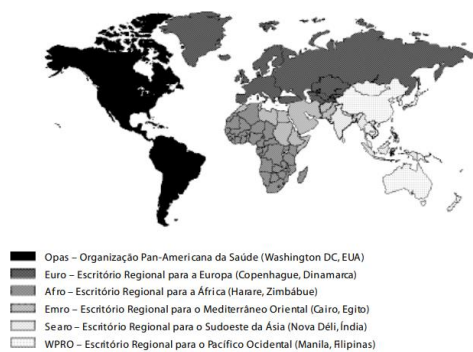 Opas – Organização Pan-Americana da Saúde (Washington DC, EUA)
Euro – Escritório Regional para a Europa (Copenhague, Dinamarca)
Afro – Escritório Regional para a África (Harare, Zimbábue)
Emro – Escritório Regional para o Mediterrâneo Oriental (Cairo, Egito)
Searo – Escritório Regional para o Sudoeste da Ásia (Nova Déli, Índia)
WPRO – Escritório Regional para o Pacífico Ocidental (Manila, Filipinas)